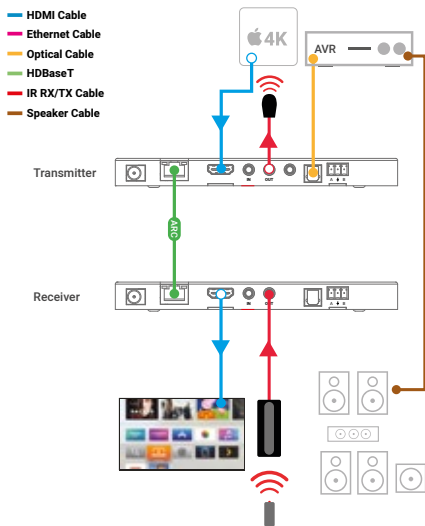 HDMI Cable
Ethernet Cable
Optical Cable
HDBaseT
IR RX/TX Cable
Speaker Cable
4K
AVR
Transmitter
IN OUT
A B
ARC
Receiver
IN OUT
A B